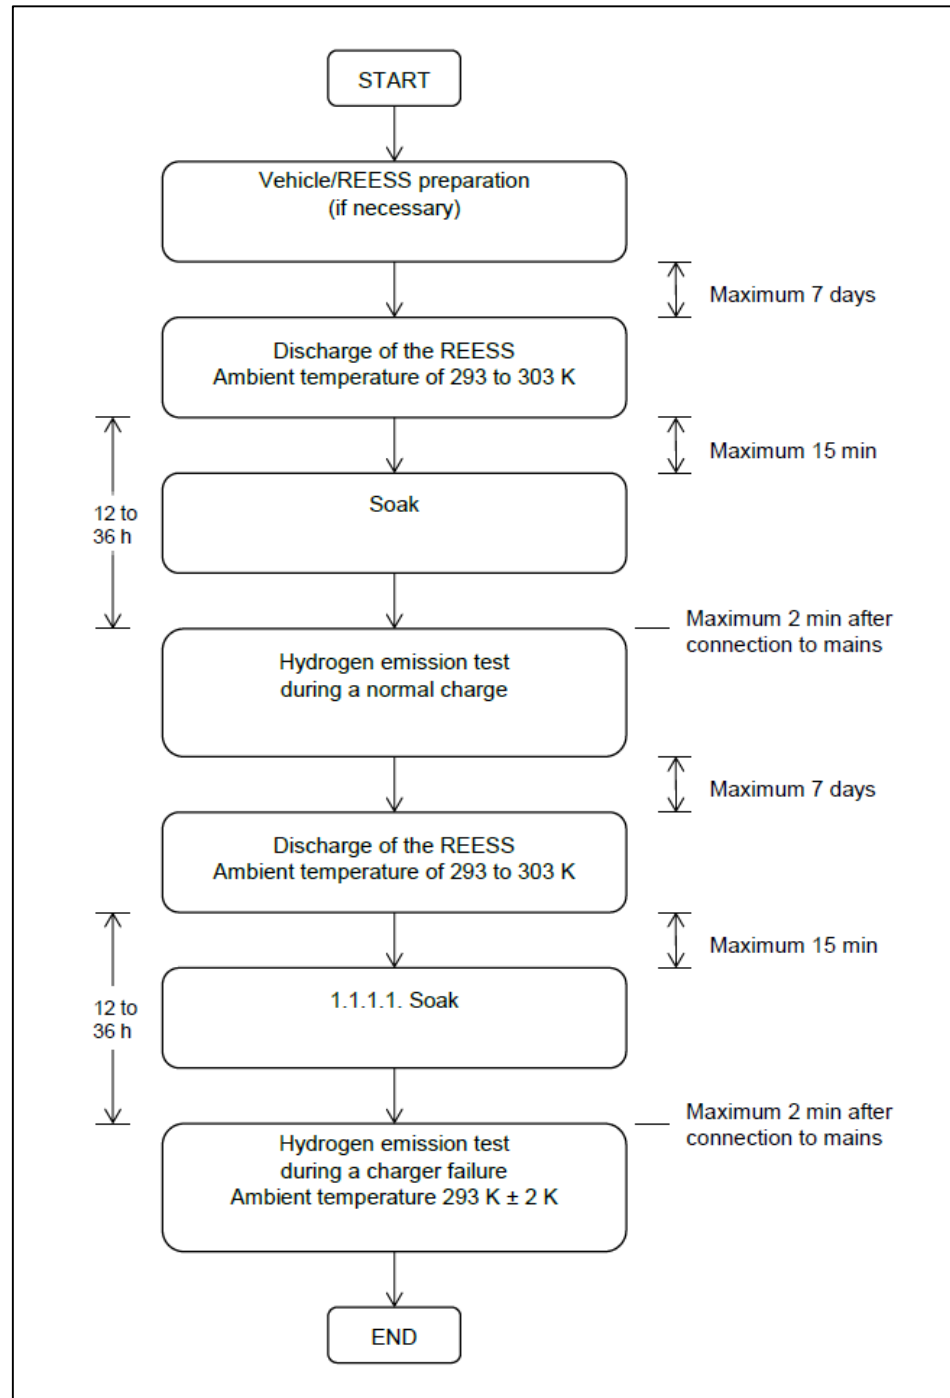 START
Vehicle/REESS preparation
(if necessary)
Maximum 7 days
Discharge of the REESS
Ambient temperature of 293 to 303 K
Maximum 15 min
12 to
36 h
Soak
Maximum 2 min after
connection to mains
Hydrogen emission test
during a normal charge
Maximum 7 days
Discharge of the REESS
Ambient temperature of 293 to 303 K
Maximum 15 min
12 to
36 h
1.1.1.1. Soak
Maximum 2 min after
connection to mains
Hydrogen emission test
during a charger failure
Ambient temperature 293 K ± 2 K
END